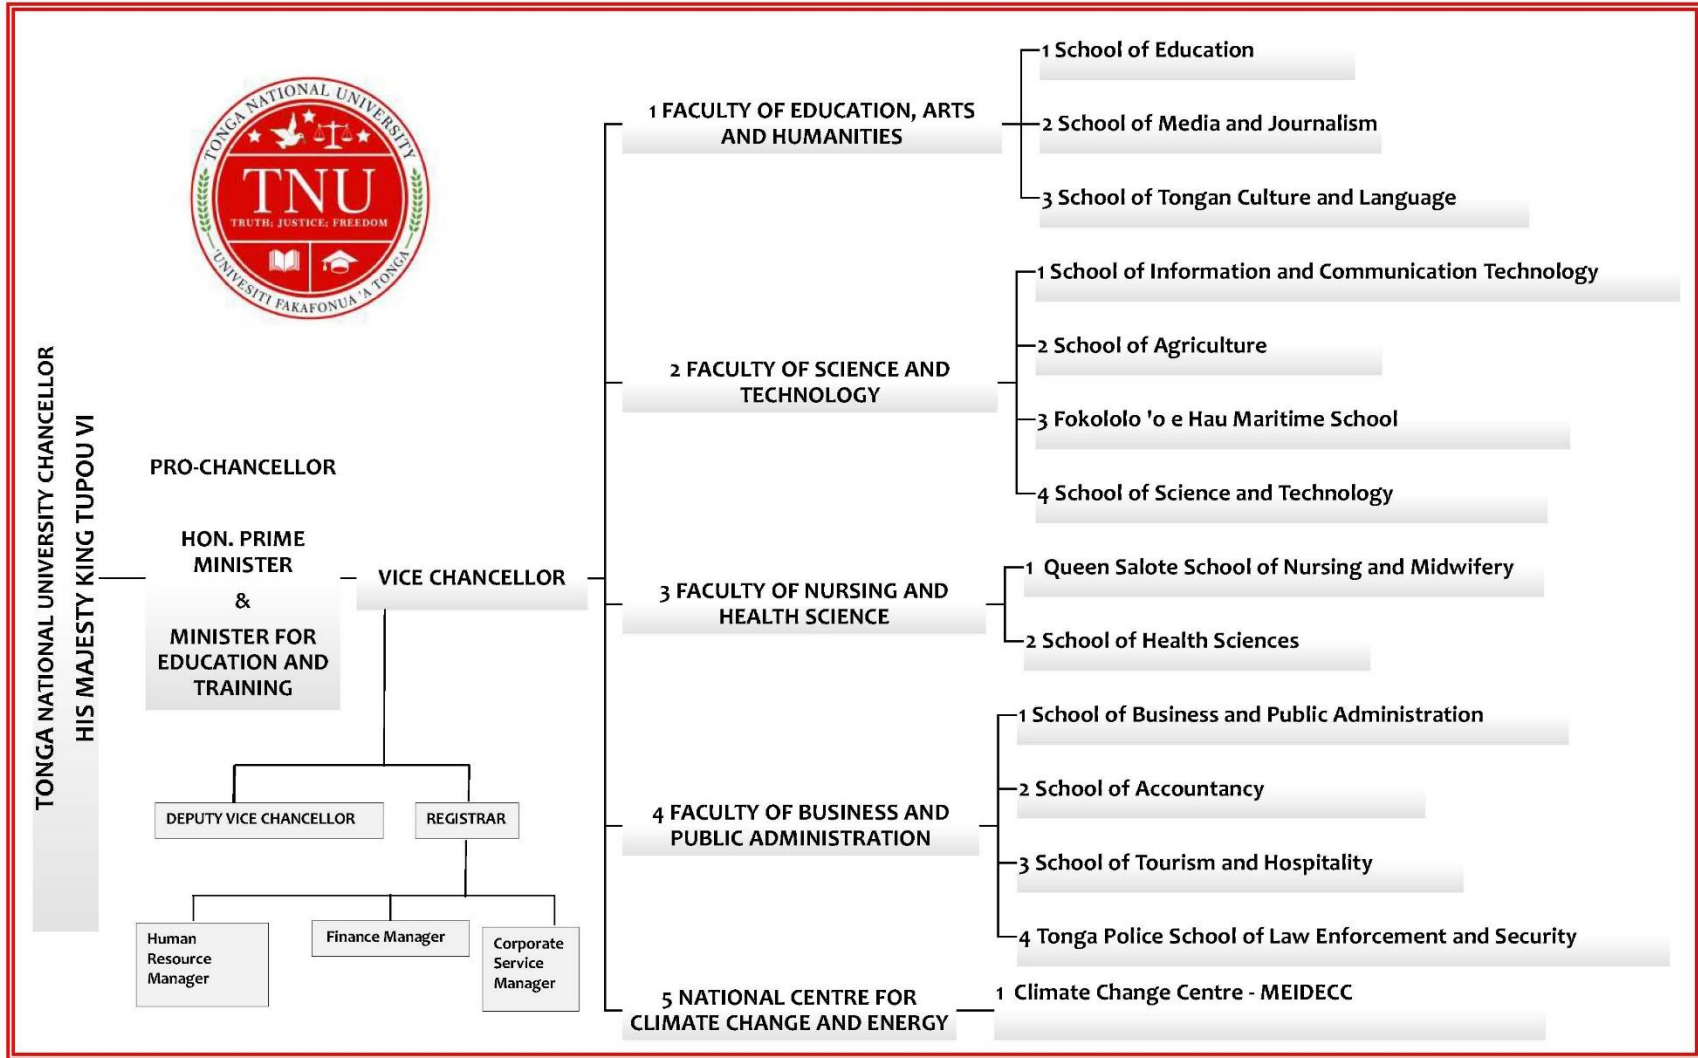 TONGA NATIONAL UNIVERSITY
TNU
TRUTH; JUSTICE; FREEDOM
'UNIVESITI FAKAFONUA 'A TONGA
TONGA NATIONAL UNIVERSITY CHANCELLOR
HIS MAJESTY KING TUPOU VI
PRO-CHANCELLOR
HON. PRIME
MINISTER
&
MINISTER FOR
EDUCATION AND
TRAINING
VICE CHANCELLOR
DEPUTY VICE CHANCELLOR
REGISTRAR
Human
Resource
Manager
Finance Manager
Corporate
Service
Manager
1 FACULTY OF EDUCATION, ARTS
AND HUMANITIES
1 School of Education
2 School of Media and Journalism
3 School of Tongan Culture and Language
2 FACULTY OF SCIENCE AND
TECHNOLOGY
1 School of Information and Communication Technology
2 School of Agriculture
3 Fokololo 'o e Hau Maritime School
4 School of Science and Technology
3 FACULTY OF NURSING AND
HEALTH SCIENCE
1 Queen Salote School of Nursing and Midwifery
2 School of Health Sciences
4 FACULTY OF BUSINESS AND
PUBLIC ADMINISTRATION
1 School of Business and Public Administration
2 School of Accountancy
3 School of Tourism and Hospitality
4 Tonga Police School of Law Enforcement and Security
5 NATIONAL CENTRE FOR
CLIMATE CHANGE AND ENERGY
1 Climate Change Centre - MEIDECC